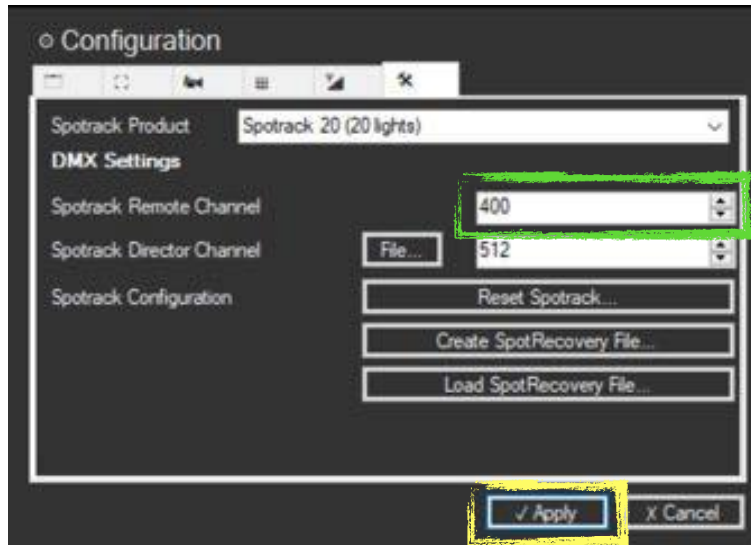 Configuration
Spotrack Product Spotrack 20 (20 lights)
DMX Settings
Spotrack Remote Channel 400
Spotrack Director Channel File... 512
Spotrack Configuration Reset Spotrack...
Create SpotRecovery File...
Load SpotRecovery File...
✓ Apply X Cancel